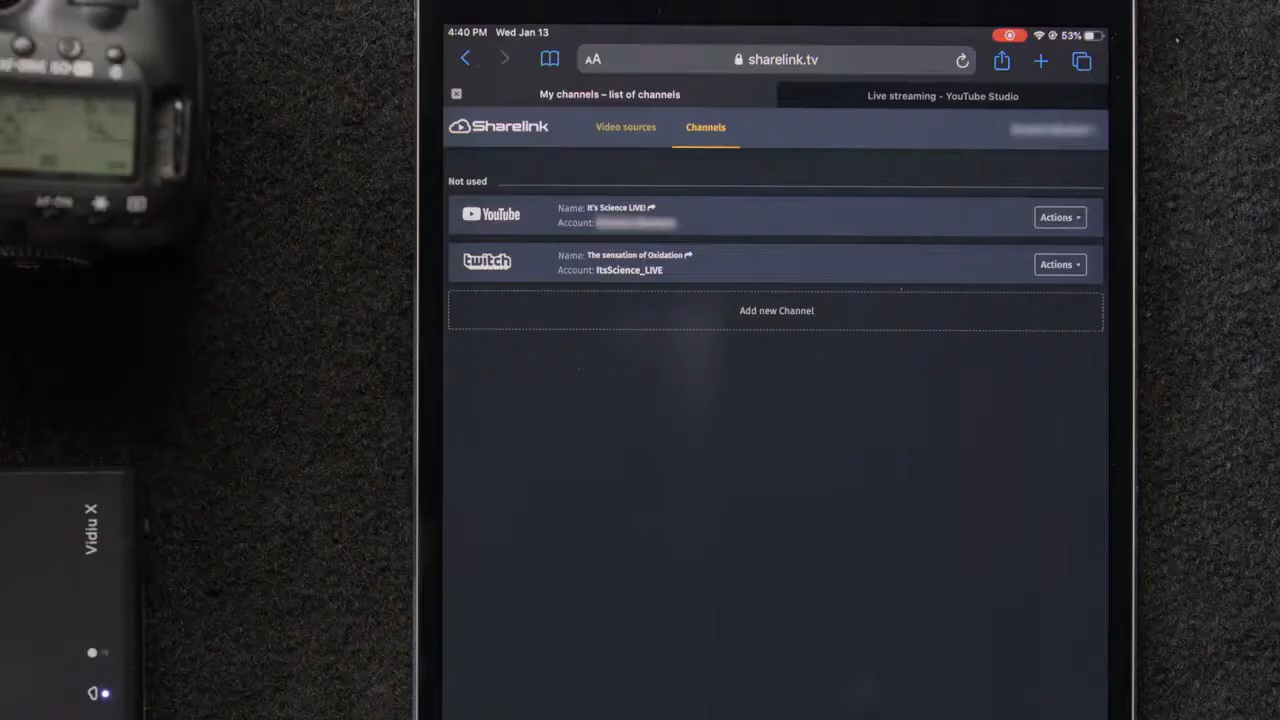 4:40 PM Wed Jan 13
53%
AA
sharelink.tv
My channels – list of channels
Live streaming - YouTube Studio
Sharelink
Video sources
Channels
Not used
YouTube
Name: It's Science LIVE!
Account:
Actions
twitch
Name: The sensation of Oxidation
Account: ItsScience_LIVE
Actions
Add new Channel
Vidiu X